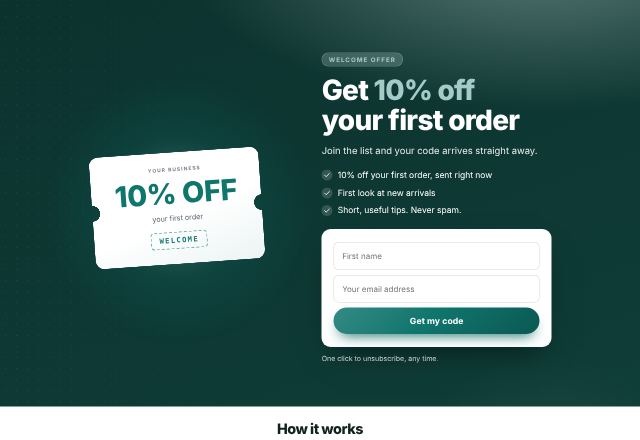 WELCOME OFFER
Get 10% off
your first order
Join the list and your code arrives straight away.
10% off your first order, sent right now
First look at new arrivals
Short, useful tips. Never spam.
YOUR BUSINESS
10% OFF
your first order
WELCOME
First name
Your email address
Get my code
One click to unsubscribe, any time.
How it works